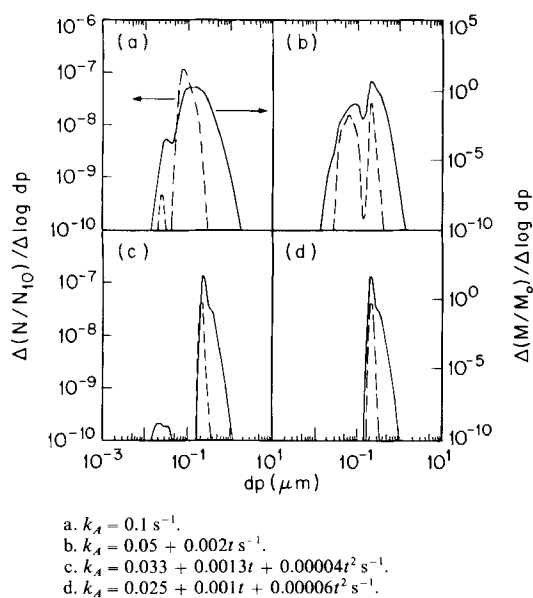 10⁻⁶
10⁻⁷
10⁻⁸
10⁻⁹
10⁻¹⁰
(a)
(b)
10⁵
10⁰
10⁻⁵
10⁻¹⁰
Δ(N/N₁₀)/Δlog dp
Δ(M/M₀)/Δlog dp
10⁻⁷
10⁻⁸
10⁻⁹
10⁻¹⁰
(c)
(d)
10⁰
10⁻⁵
10⁻¹⁰
10⁻³ 10⁻¹ 10¹ 10⁻¹ 10¹
dp (μm)
a. k_A = 0.1 s⁻¹.
b. k_A = 0.05 + 0.002t s⁻¹.
c. k_A = 0.033 + 0.0013t + 0.00004t² s⁻¹.
d. k_A = 0.025 + 0.001t + 0.00006t² s⁻¹.